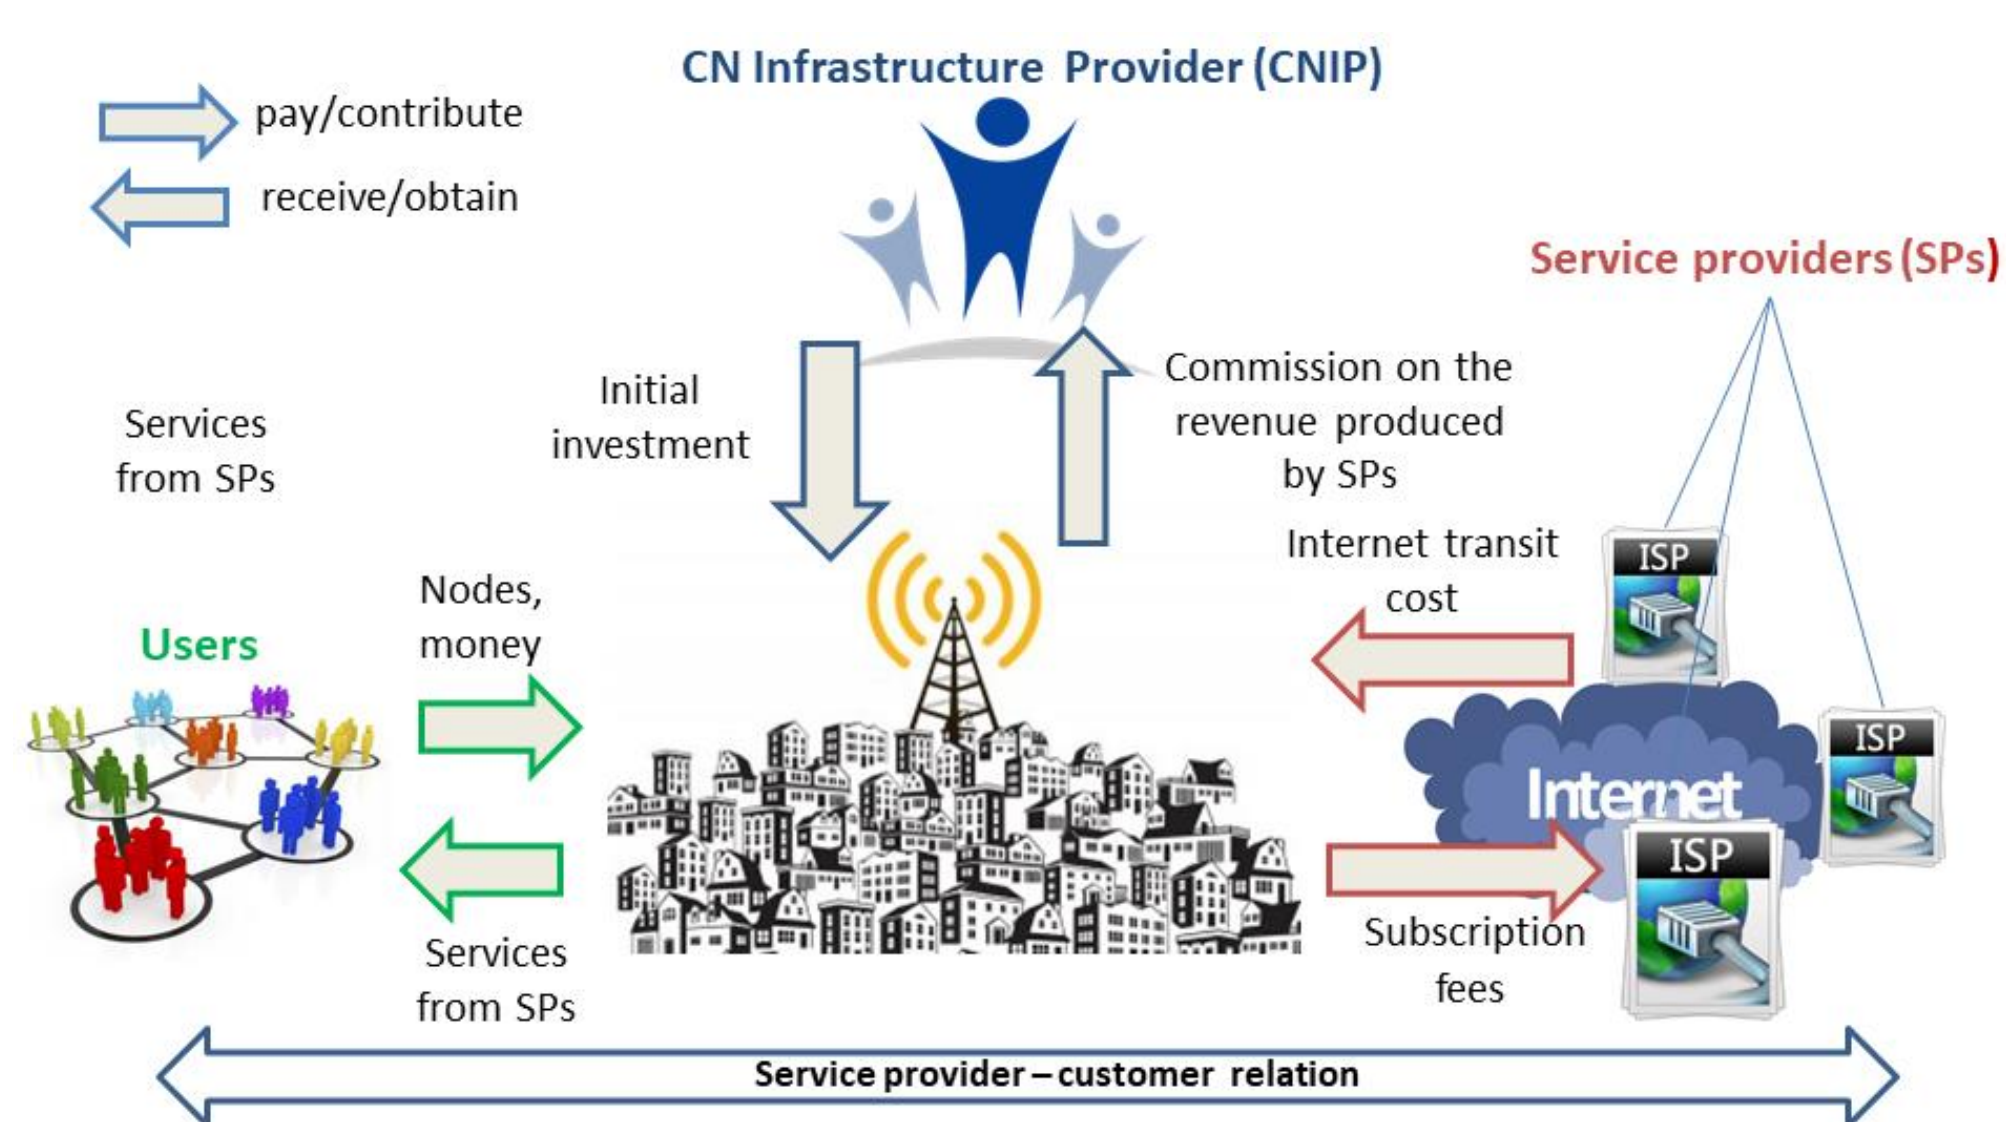 CN Infrastructure Provider (CNIP)
pay/contribute
receive/obtain
Service providers (SPs)
Initial
investment
Commission on the
revenue produced
by SPs
Services
from SPs
Internet transit
cost
ISP
Nodes,
money
Users
ISP
Internet
ISP
Subscription
fees
Services
from SPs
Service provider – customer relation